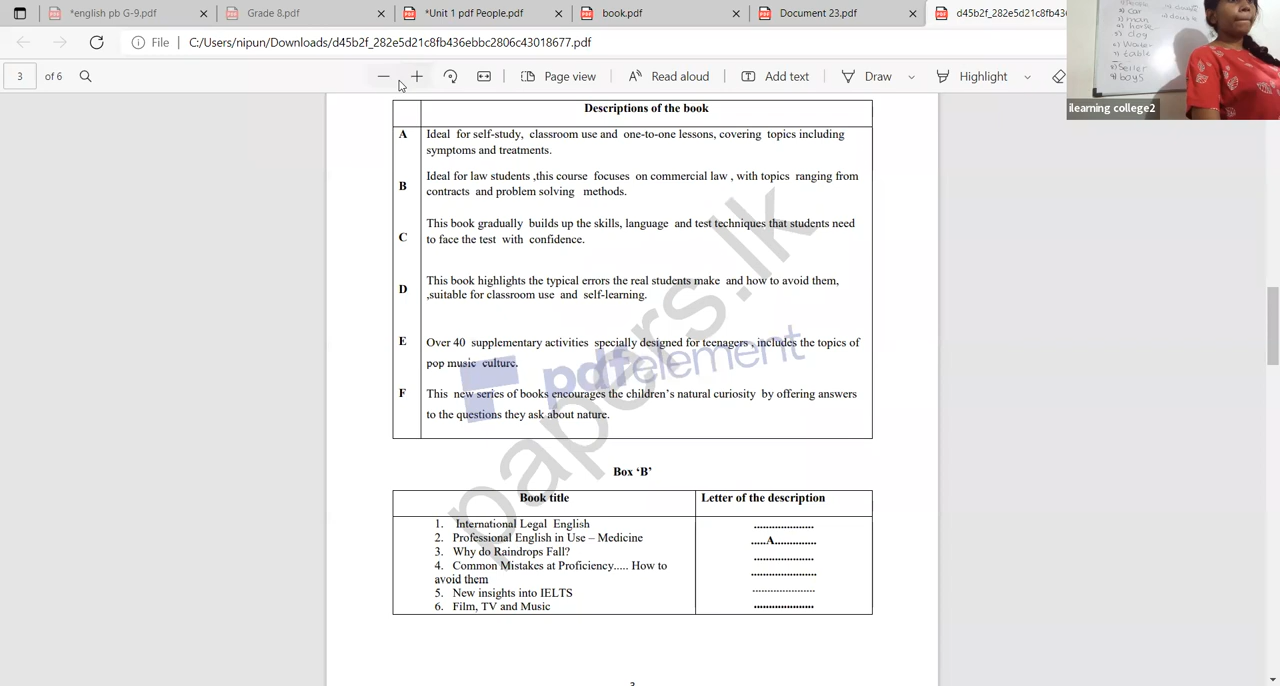 *english pb G-9.pdf
Grade 8.pdf
*Unit 1 pdf People.pdf
book.pdf
Document 23.pdf
d45b2f_282e5d21c8fb436ebbc2806c43018677.pdf
File
C:/Users/nipun/Downloads/d45b2f_282e5d21c8fb436ebbc2806c43018677.pdf
3 of 6
Page view
Read aloud
Add text
Draw
Highlight
car
man
horse
dog
table
Seller
boys
ilearning college2
Descriptions of the book
A Ideal for self-study, classroom use and one-to-one lessons, covering topics including
symptoms and treatments.
B Ideal for law students ,this course focuses on commercial law , with topics ranging from
contracts and problem solving methods.
C This book gradually builds up the skills, language and test techniques that students need
to face the test with confidence.
D This book highlights the typical errors the real students make and how to avoid them,
,suitable for classroom use and self-learning.
E Over 40 supplementary activities specially designed for teenagers , includes the topics of
pop music culture.
F This new series of books encourages the children's natural curiosity by offering answers
to the questions they ask about nature.
papers.lk
pdfelement
Box ‘B’
Book title Letter of the description
1. International Legal English ....................
2. Professional English in Use – Medicine .....A..............
3. Why do Raindrops Fall? ....................
4. Common Mistakes at Proficiency..... How to ......................
avoid them
5. New insights into IELTS .....................
6. Film, TV and Music ....................
3